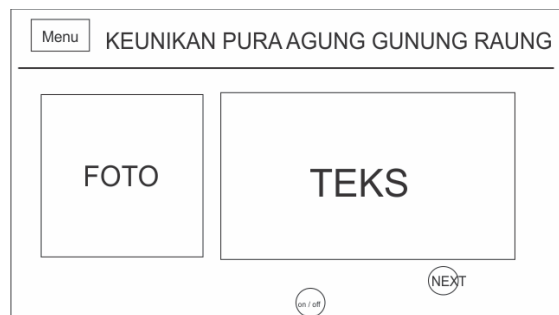 Menu
KEUNIKAN PURA AGUNG GUNUNG RAUNG
FOTO
TEKS
NEXT
on / off